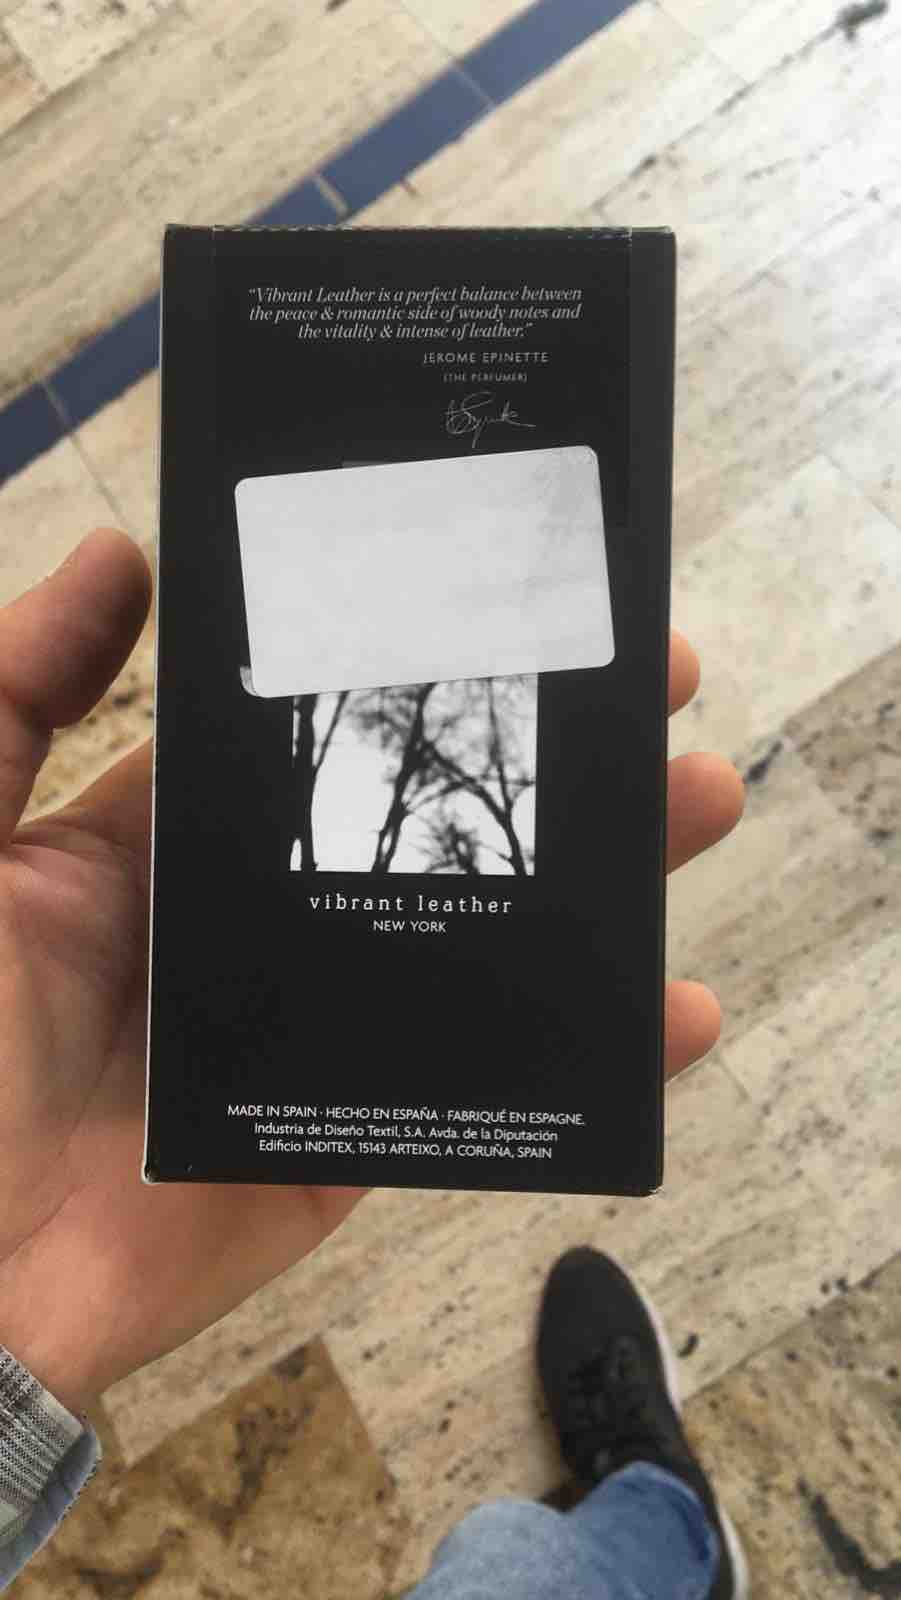 “Vibrant Leather is a perfect balance between
the peace & romantic side of woody notes and
the vitality & intense of leather.”
JEROME EPINETTE
(THE PERFUMER)
vibrant leather
NEW YORK
MADE IN SPAIN · HECHO EN ESPAÑA · FABRIQUÉ EN ESPAGNE.
Industria de Diseño Textil, S.A. Avda. de la Diputación
Edificio INDITEX, 15143 ARTEIXO, A CORUÑA, SPAIN